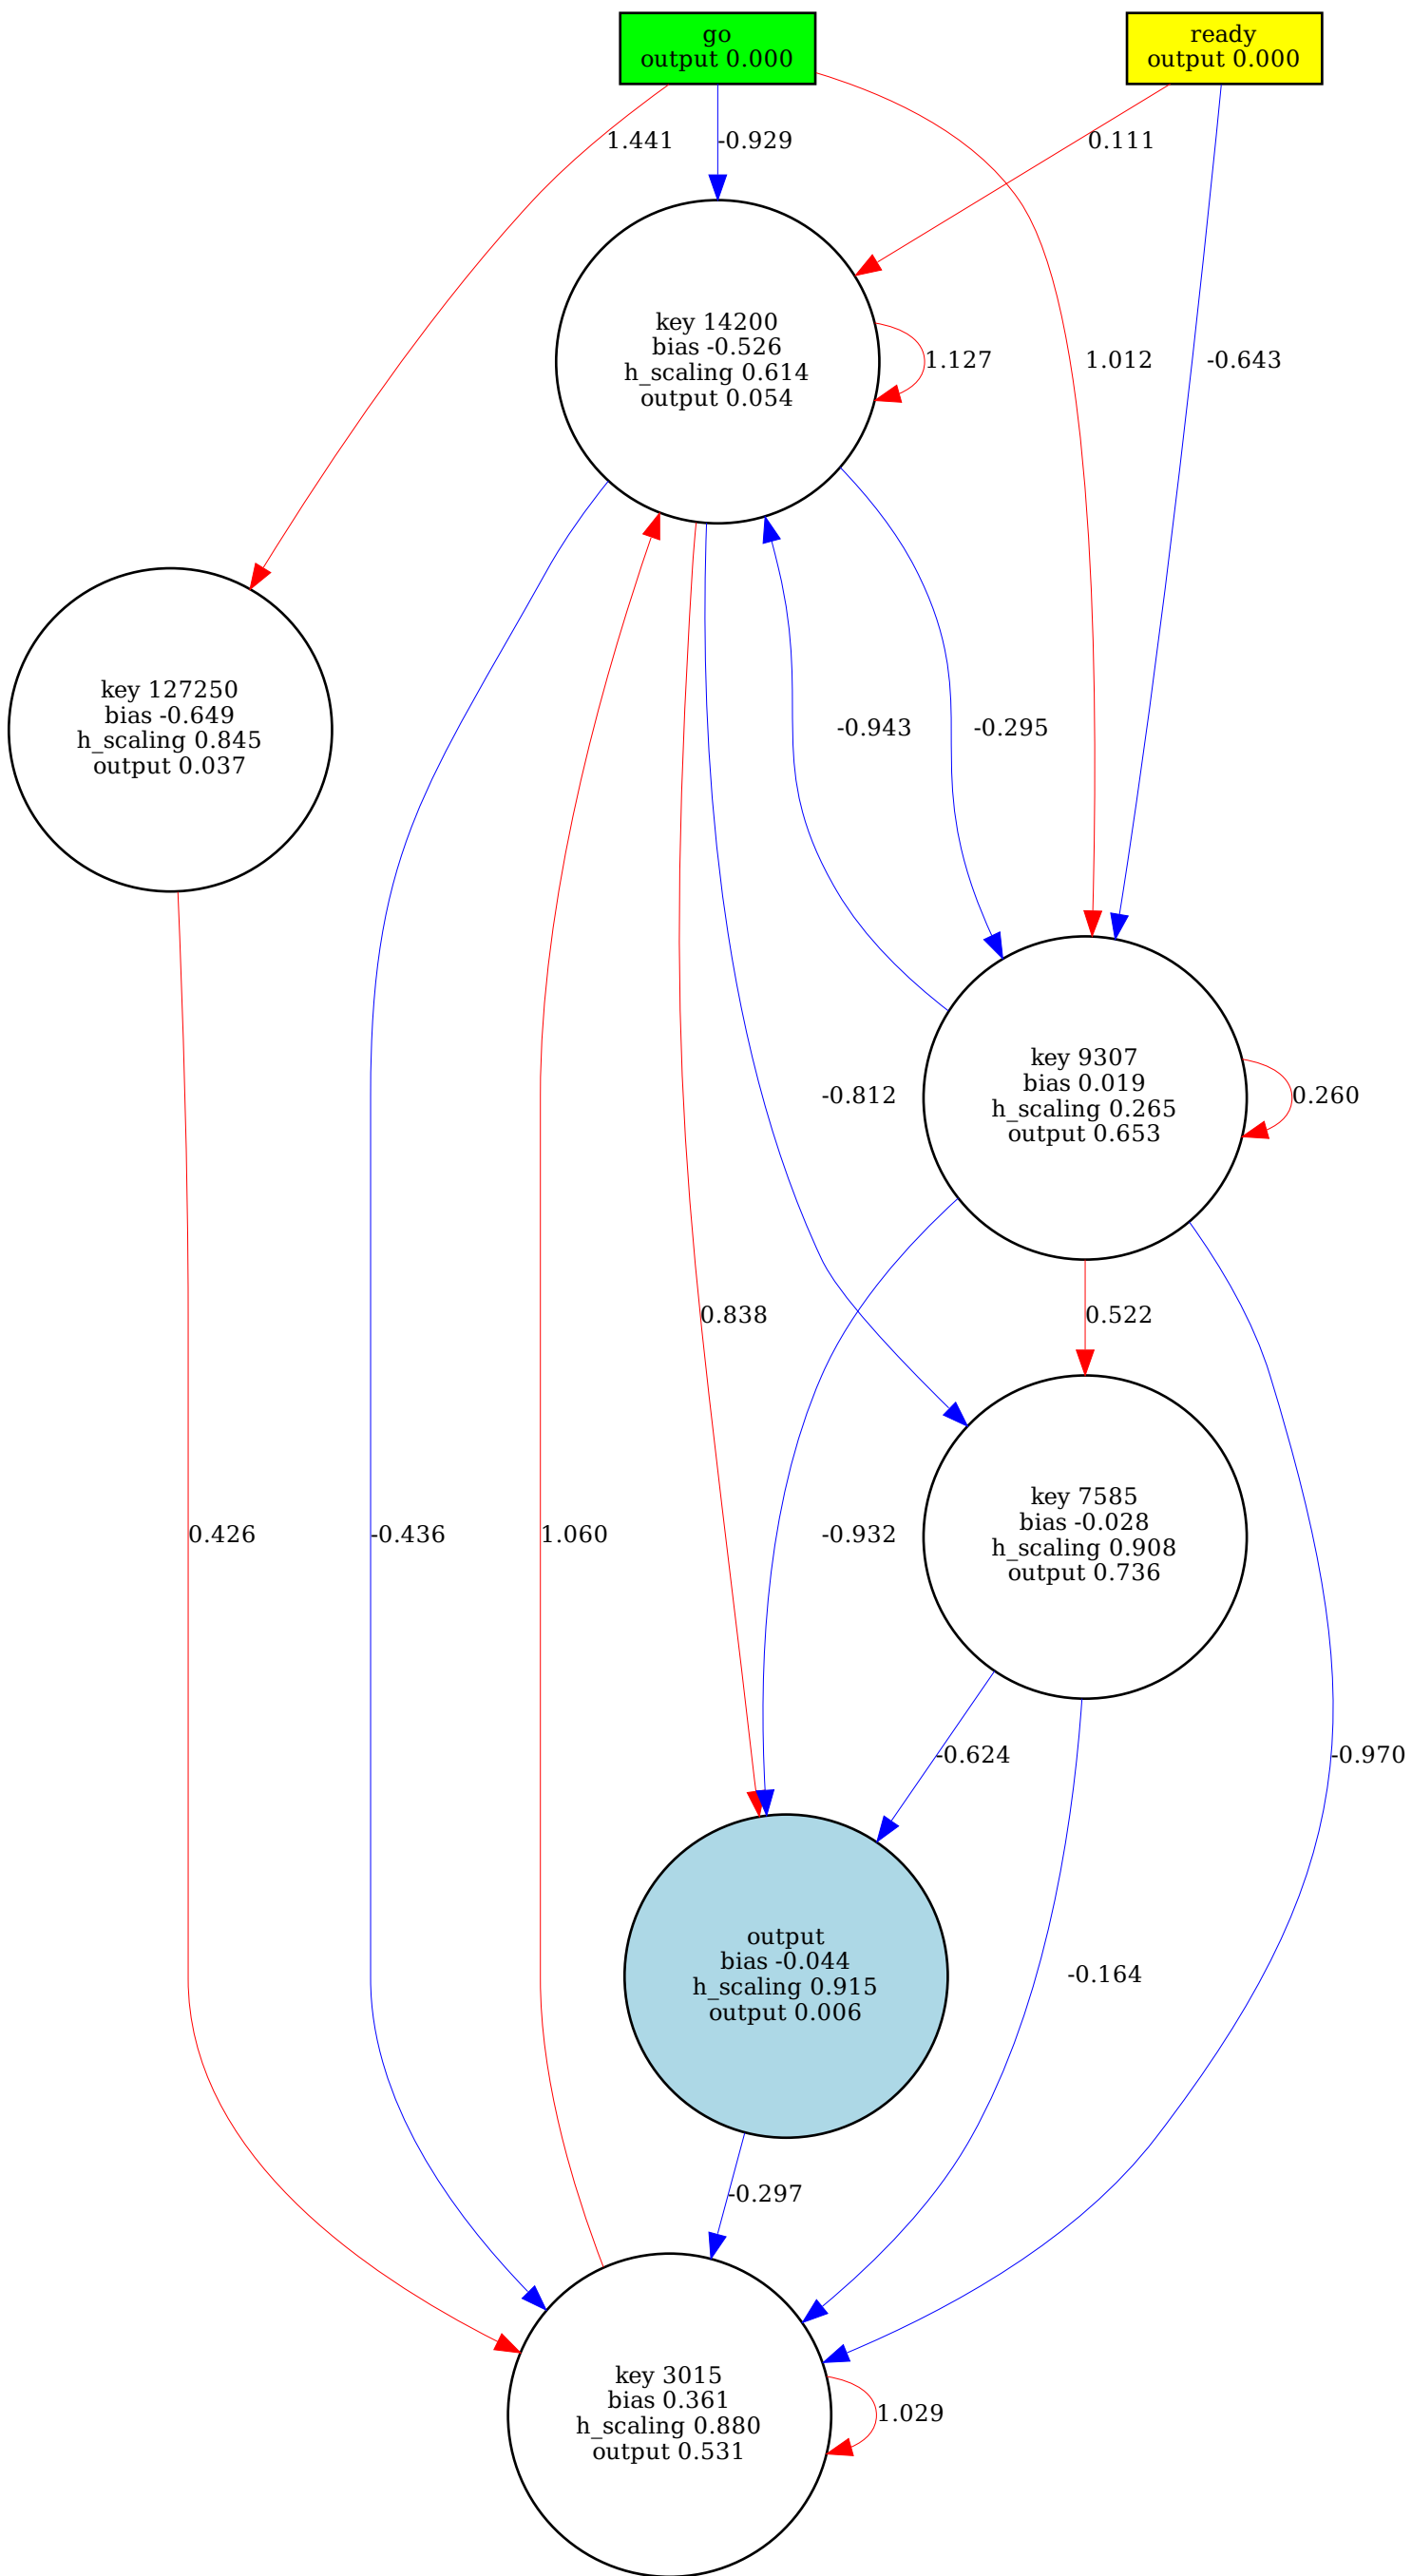 go
output 0.000
ready
output 0.000
1.441
-0.929
0.111
key 14200
bias -0.526
h_scaling 0.614
output 0.054
1.127
1.012
-0.643
key 127250
bias -0.649
h_scaling 0.845
output 0.037
-0.943
-0.295
key 9307
bias 0.019
h_scaling 0.265
output 0.653
-0.812
0.260
0.838
0.522
0.426
-0.436
1.060
-0.932
key 7585
bias -0.028
h_scaling 0.908
output 0.736
-0.624
-0.970
output
bias -0.044
h_scaling 0.915
output 0.006
-0.164
-0.297
key 3015
bias 0.361
h_scaling 0.880
output 0.531
1.029